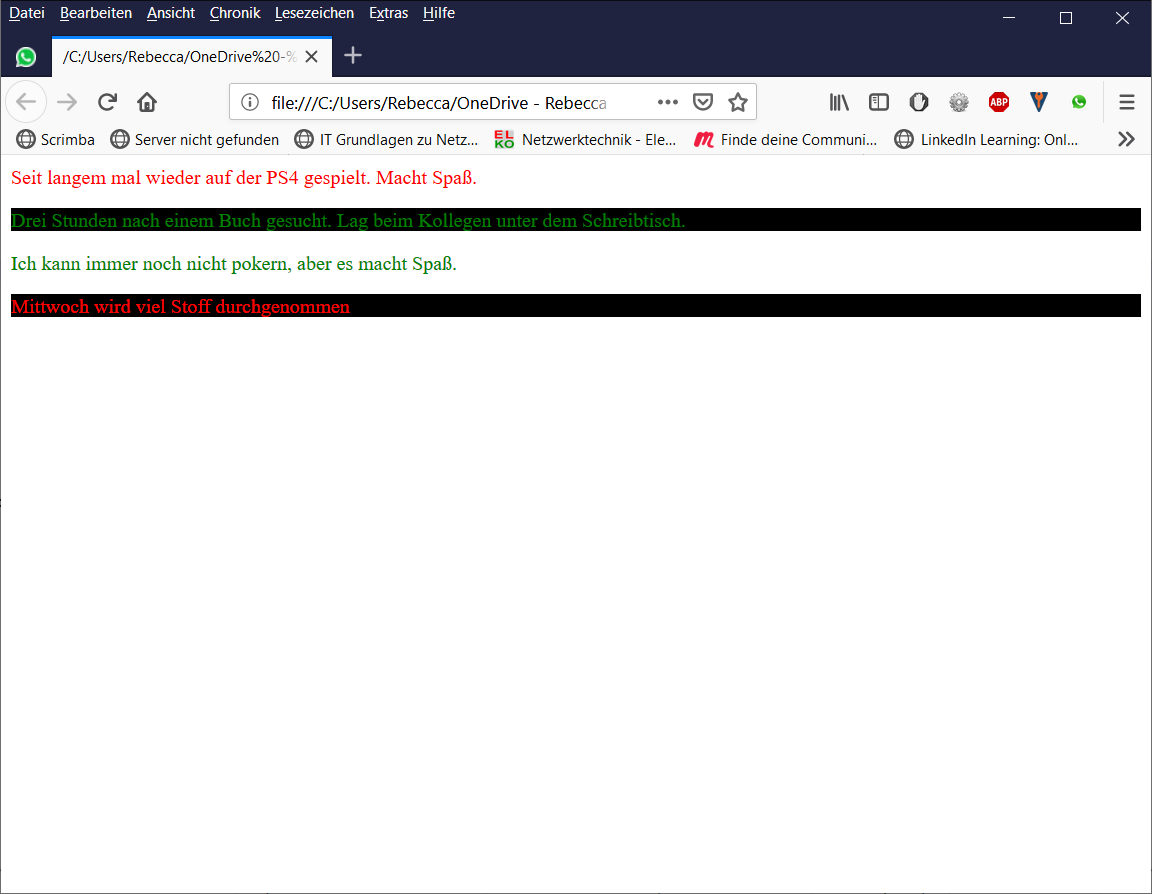 Datei Bearbeiten Ansicht Chronik Lesezeichen Extras Hilfe
/C:/Users/Rebecca/OneDrive%20-%
file:///C:/Users/Rebecca/OneDrive - Rebecca
ABP
Scrimba Server nicht gefunden IT Grundlagen zu Netz... ELKO Netzwerktechnik - Ele... m Finde deine Communi... LinkedIn Learning: Onl...
Seit langem mal wieder auf der PS4 gespielt. Macht Spaß.
Drei Stunden nach einem Buch gesucht. Lag beim Kollegen unter dem Schreibtisch.
Ich kann immer noch nicht pokern, aber es macht Spaß.
Mittwoch wird viel Stoff durchgenommen